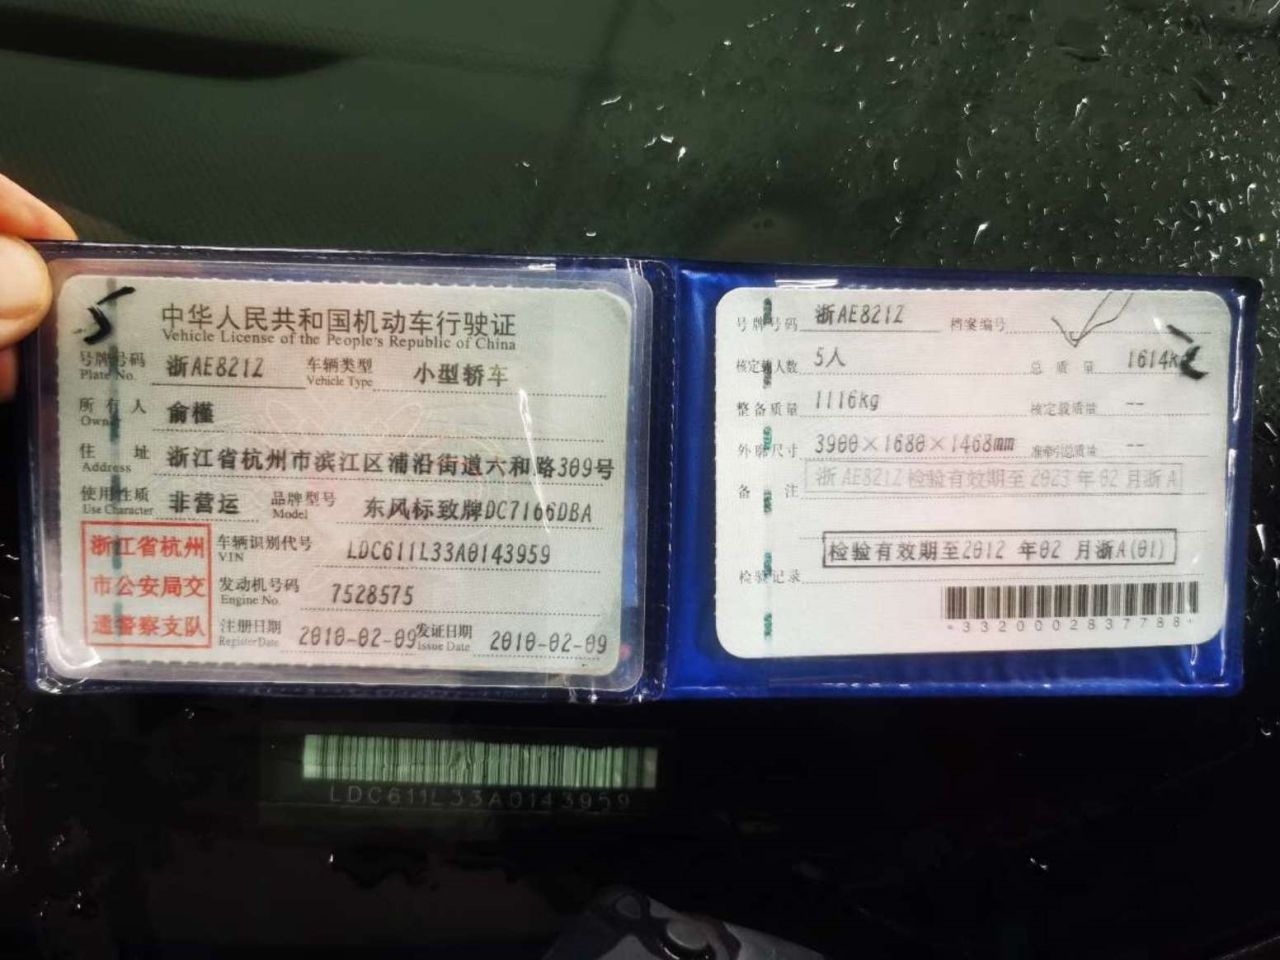 中华人民共和国机动车行驶证
Vehicle License of the People's Republic of China
号牌号码 浙AE821Z 车辆类型 小型轿车
Plate No. Vehicle Type
所有人 俞槿
Owner
住址 浙江省杭州市滨江区浦沿街道六和路309号
Address
使用性质 非营运 品牌型号 东风标致牌DC7166DBA
Use Character Model
浙江省杭州
市公安局交
通警察支队
车辆识别代号 LDC611L33A0143959
VIN
发动机号码 7528575
Engine No.
注册日期 2010-02-09 发证日期 2010-02-09
Register Date Issue Date
号牌号码 浙AE821Z 档案编号
核定载人数 5人 总质量 1614kg
整备质量 1116kg 核定载质量 --
外廓尺寸 3900×1680×1468mm 准牵引总质量 --
备注 浙AE821Z 检验有效期至2023年02月浙A
检验有效期至2012年02月浙A(01)
检验记录
*3320002837788*
LDC611L33A0143959